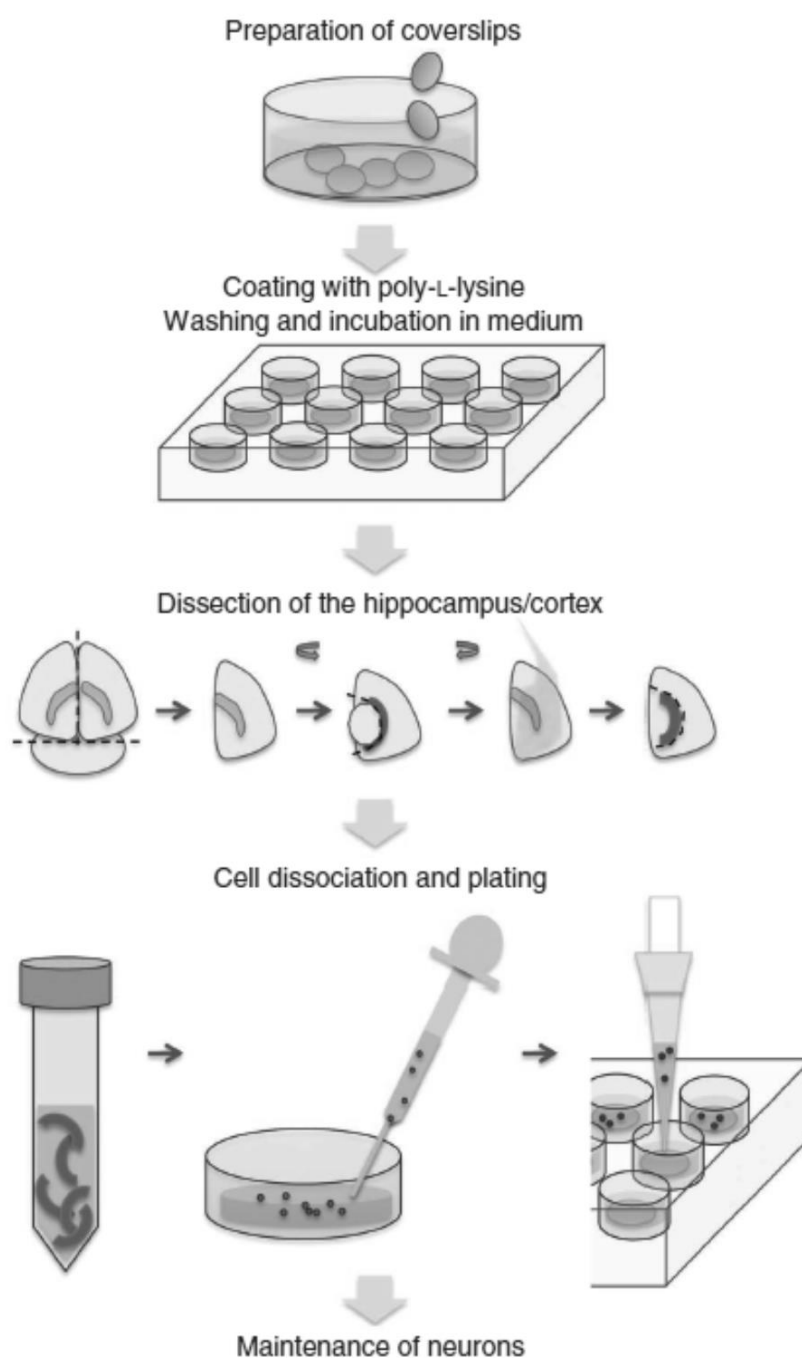 Preparation of coverslips
Coating with poly-L-lysine
Washing and incubation in medium
Dissection of the hippocampus/cortex
Cell dissociation and plating
Maintenance of neurons